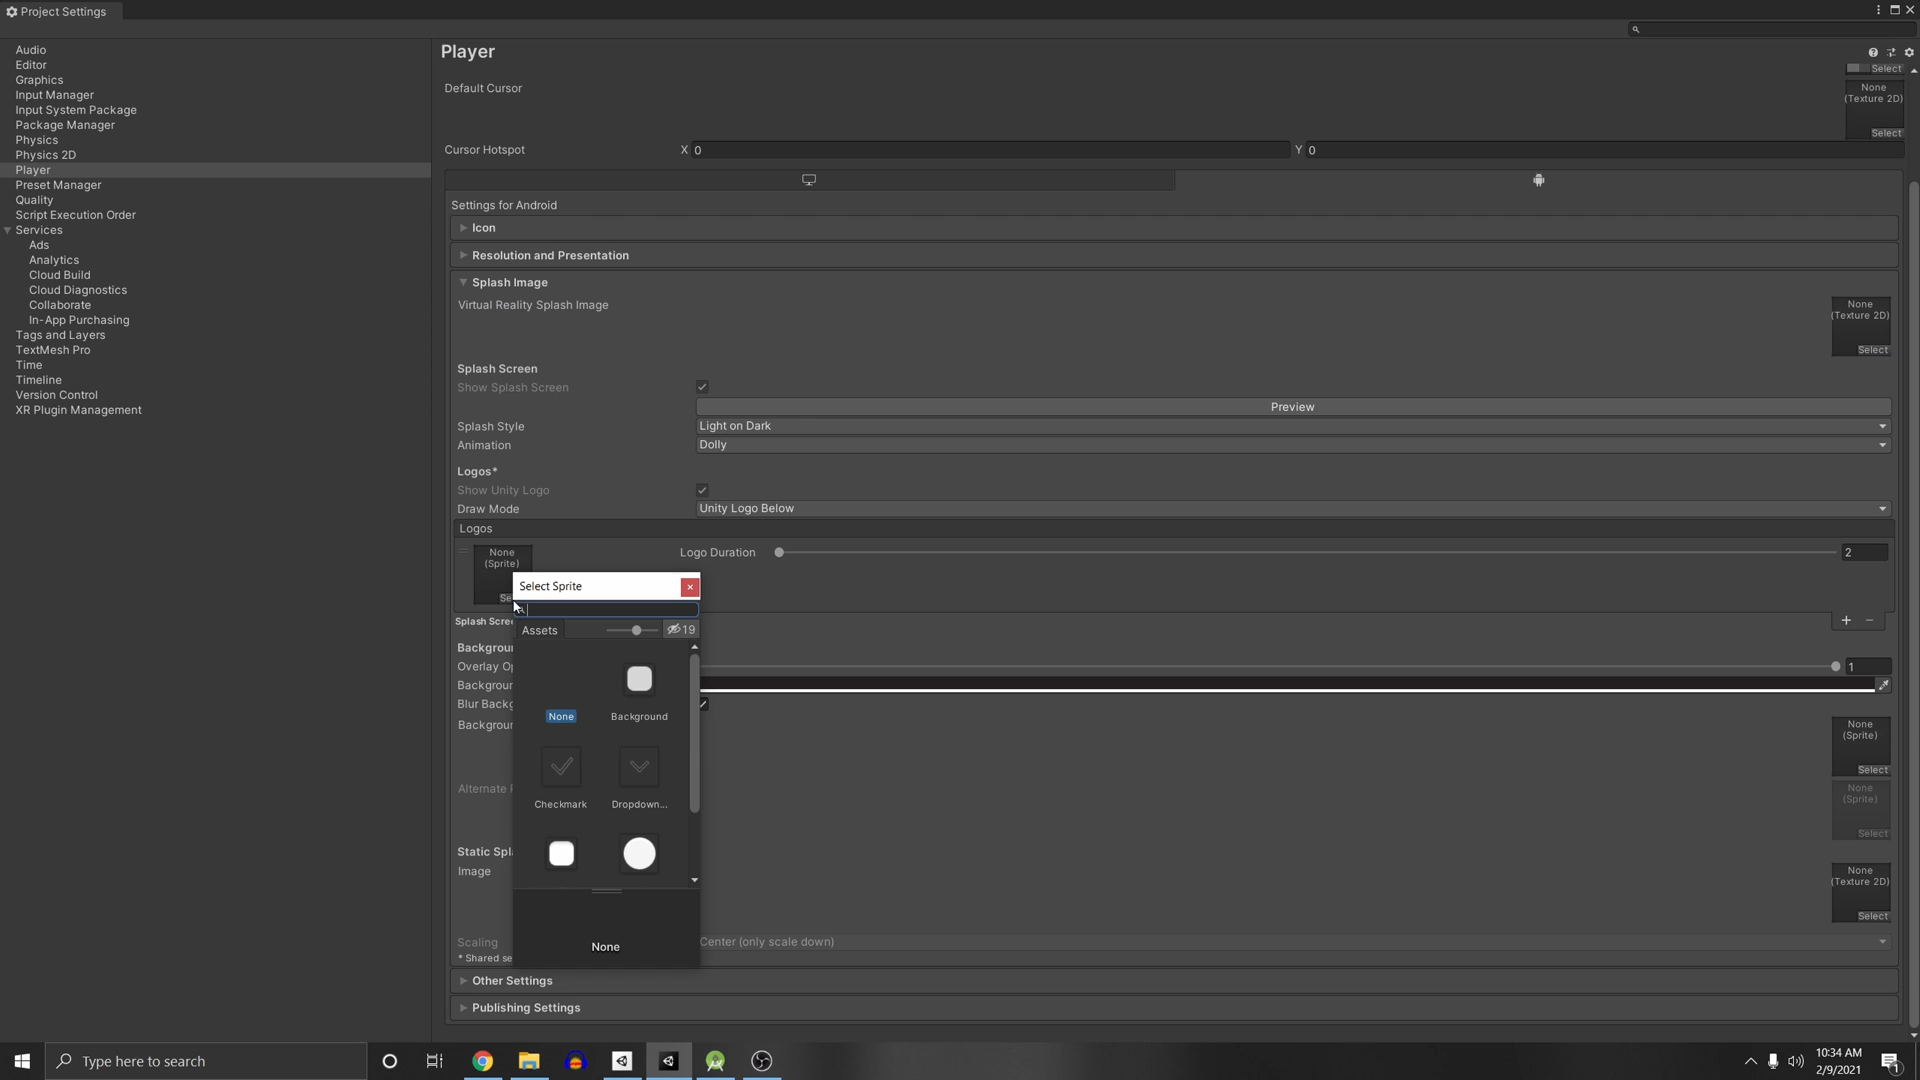 Project Settings
Audio
Editor
Graphics
Input Manager
Input System Package
Package Manager
Physics
Physics 2D
Player
Preset Manager
Quality
Script Execution Order
Services
Ads
Analytics
Cloud Build
Cloud Diagnostics
Collaborate
In-App Purchasing
Tags and Layers
TextMesh Pro
Time
Timeline
Version Control
XR Plugin Management
Player
Select
Default Cursor
None
(Texture 2D)
Select
Cursor Hotspot X 0 Y 0
Settings for Android
Icon
Resolution and Presentation
Splash Image
Virtual Reality Splash Image
None
(Texture 2D)
Select
Splash Screen
Show Splash Screen
Preview
Splash Style Light on Dark
Animation Dolly
Logos*
Show Unity Logo
Draw Mode Unity Logo Below
Logos
None
(Sprite)
Se
Logo Duration 2
Select Sprite
Assets 19
None
Background
Checkmark
Dropdown...
None
Splash Scree
+ −
Backgrou
Overlay Op 1
Backgrour
Blur Backg
Backgrour
None
(Sprite)
Select
Alternate P
None
(Sprite)
Select
Static Spl
Image
None
(Texture 2D)
Select
Scaling Center (only scale down)
* Shared se
Other Settings
Publishing Settings
Type here to search
10:34 AM
2/9/2021
1